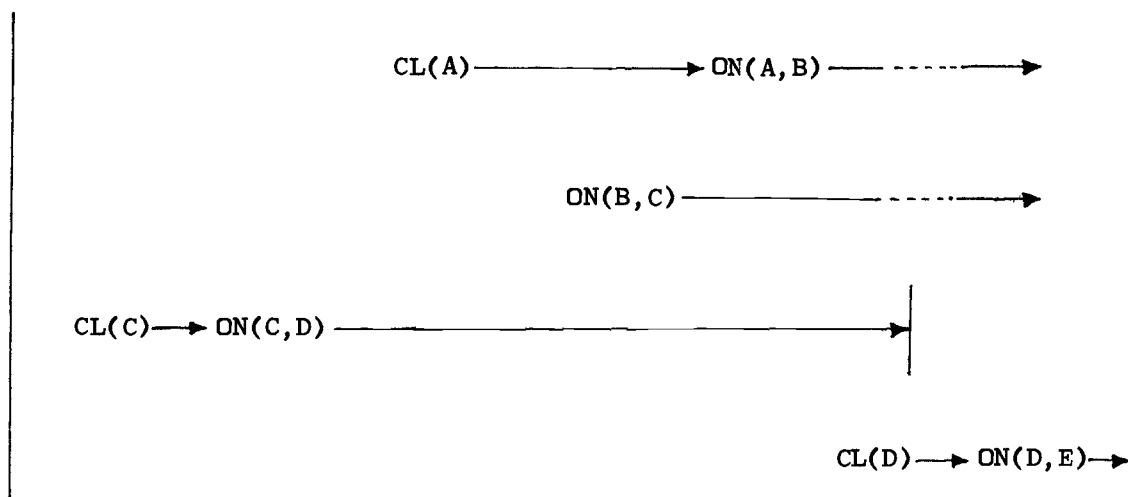 CL(A) ON(A,B)
ON(B,C)
CL(C) ON(C,D)
CL(D) ON(D,E)